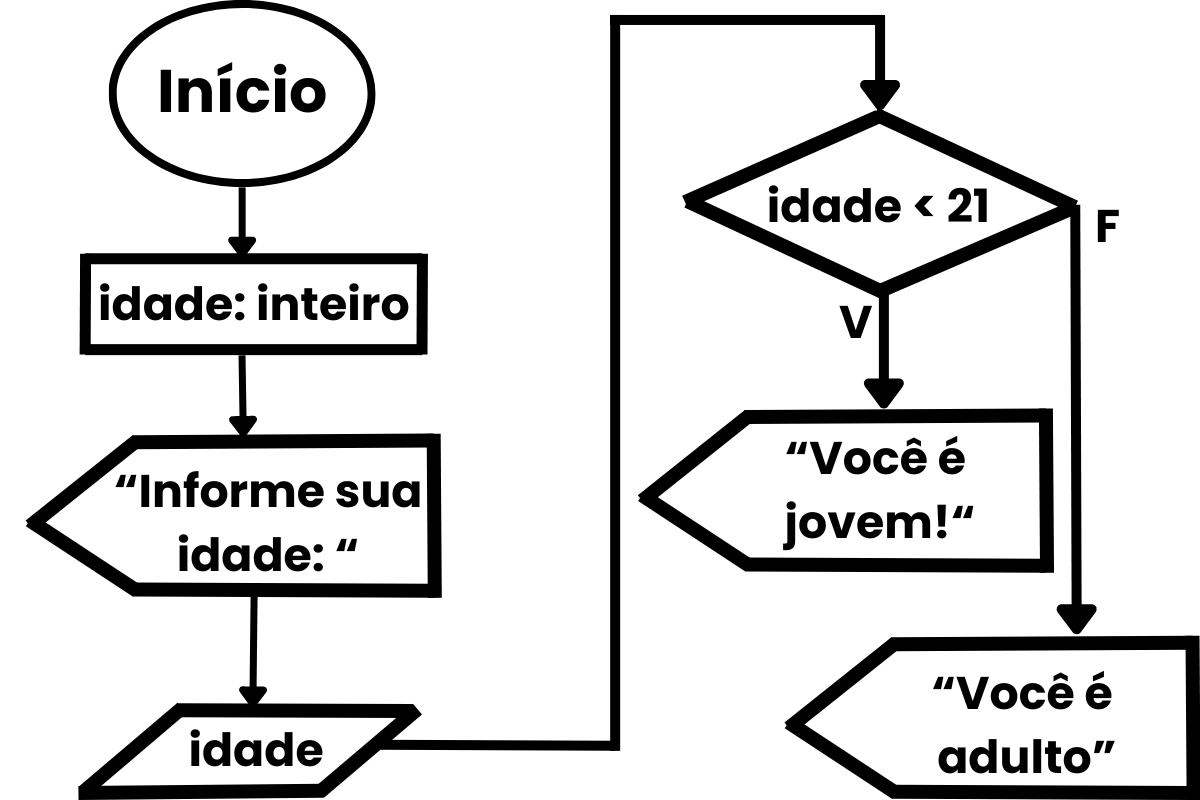 Início
idade: inteiro
“Informe sua
idade: “
idade
idade < 21
F
V
“Você é
jovem!“
“Você é
adulto”